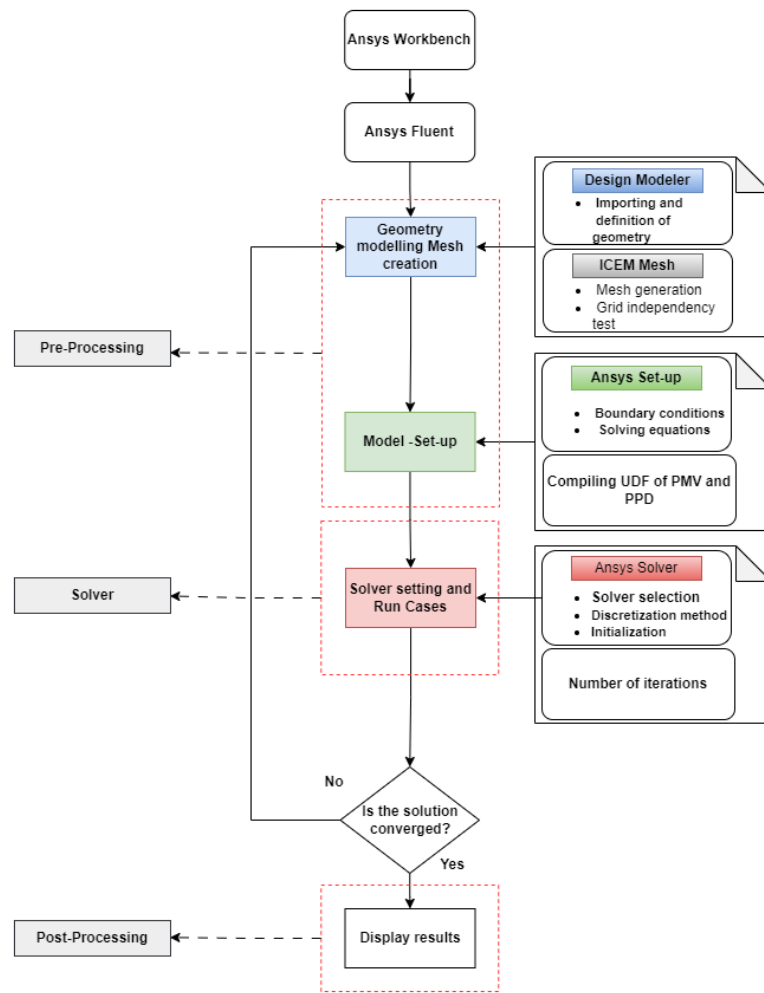 Ansys Workbench
Ansys Fluent
Geometry
modelling Mesh
creation
Design Modeler
• Importing and
definition of
geometry
ICEM Mesh
• Mesh generation
• Grid independency
test
Pre-Processing
Ansys Set-up
• Boundary conditions
• Solving equations
Model -Set-up
Compiling UDF of PMV and
PPD
Solver
Solver setting and
Run Cases
Ansys Solver
• Solver selection
• Discretization method
• Initialization
Number of iterations
No
Is the solution
converged?
Yes
Post-Processing
Display results